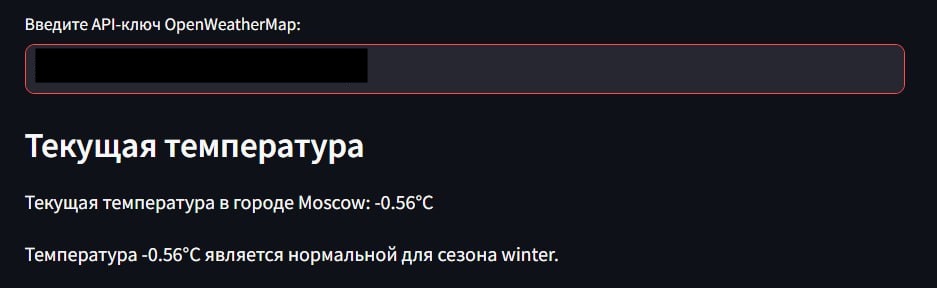 Введите API-ключ OpenWeatherMap:
Текущая температура
Текущая температура в городе Moscow: -0.56°C
Температура -0.56°C является нормальной для сезона winter.